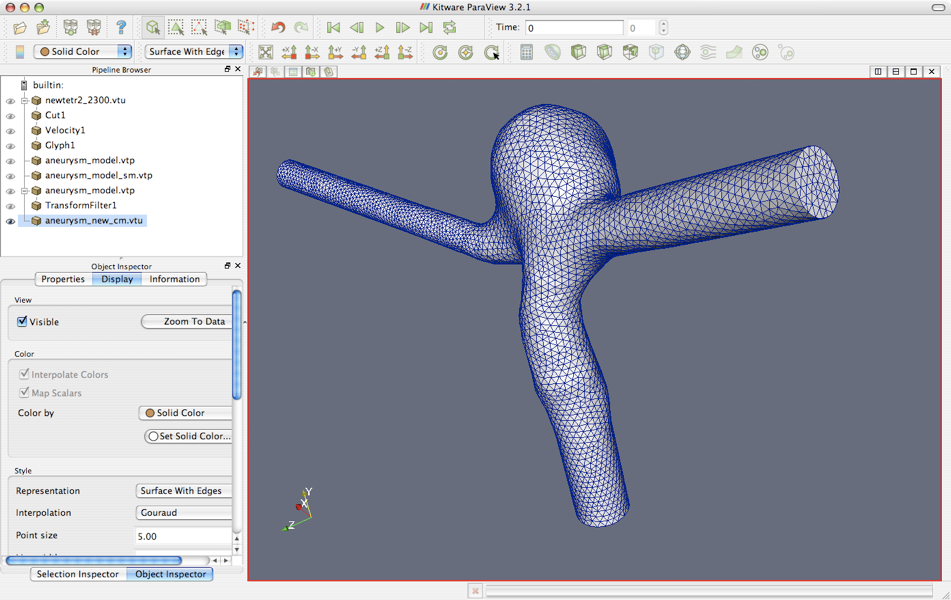 Kitware ParaView 3.2.1
Time: 0
0
Solid Color
Surface With Edge
Pipeline Browser
builtin:
newtetr2_2300.vtu
Cut1
Velocity1
Glyph1
aneurysm_model.vtp
aneurysm_model_sm.vtp
aneurysm_model.vtp
TransformFilter1
aneurysm_new_cm.vtu
Object Inspector
Properties Display Information
View
Visible Zoom To Data
Color
Interpolate Colors
Map Scalars
Color by Solid Color
Set Solid Color...
Style
Representation Surface With Edges
Interpolation Gouraud
Point size 5.00
Selection Inspector Object Inspector
Y
X
Z